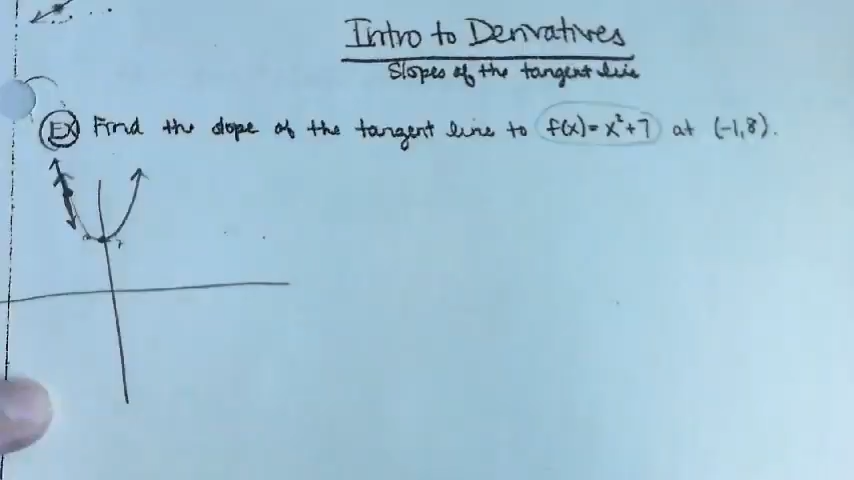 Intro to Derivatives
Slopes of the tangent line
EX Find the slope of the tangent line to f(x)=x²+7 at (-1,8).